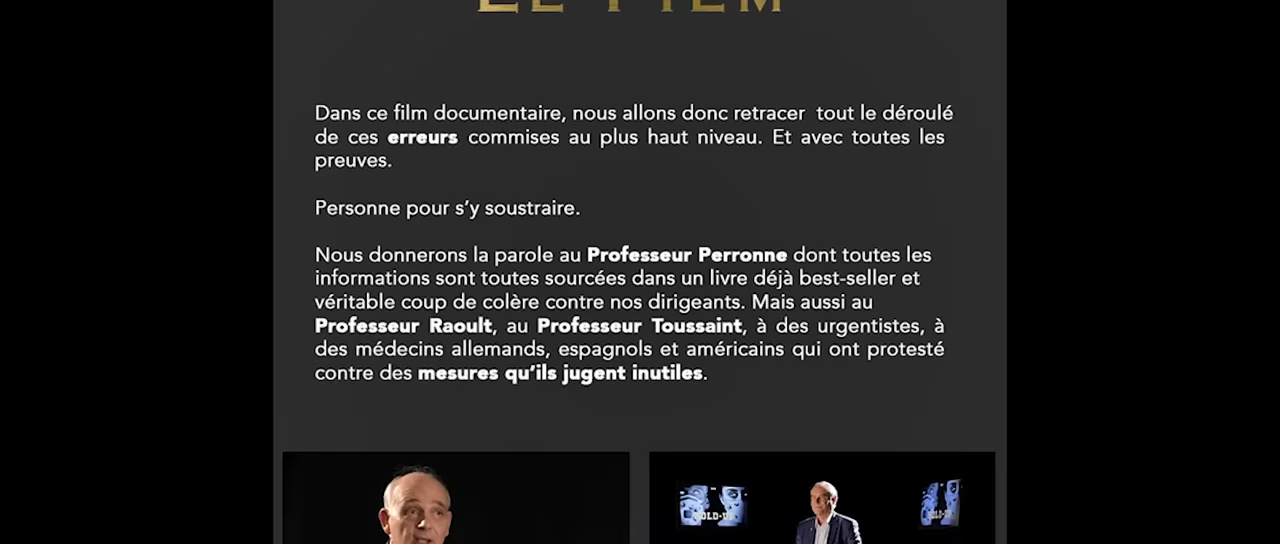 LE FILM
Dans ce film documentaire, nous allons donc retracer tout le déroulé
de ces erreurs commises au plus haut niveau. Et avec toutes les
preuves.
Personne pour s’y soustraire.
Nous donnerons la parole au Professeur Perronne dont toutes les
informations sont toutes sourcées dans un livre déjà best-seller et
véritable coup de colère contre nos dirigeants. Mais aussi au
Professeur Raoult, au Professeur Toussaint, à des urgentistes, à
des médecins allemands, espagnols et américains qui ont protesté
contre des mesures qu’ils jugent inutiles.
HOLD-UP